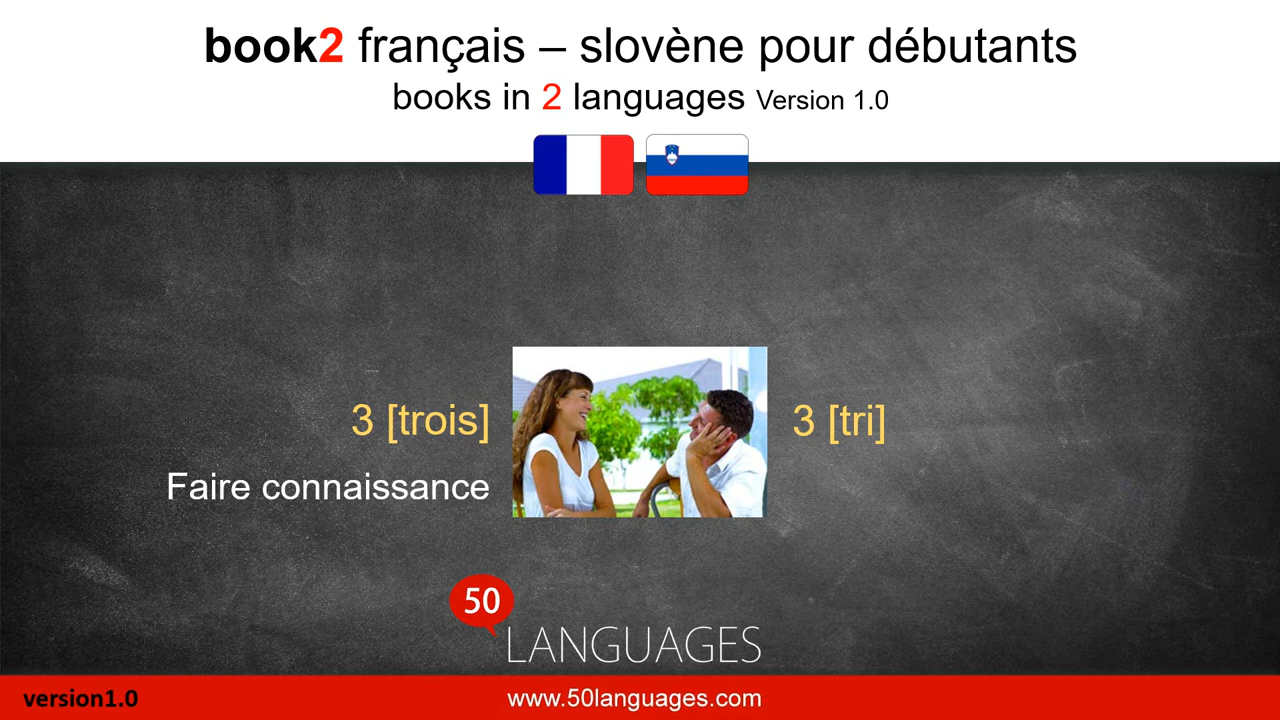 book2 français – slovène pour débutants
books in 2 languages Version 1.0
3 [trois]
3 [tri]
Faire connaissance
50
LANGUAGES
version1.0
www.50languages.com